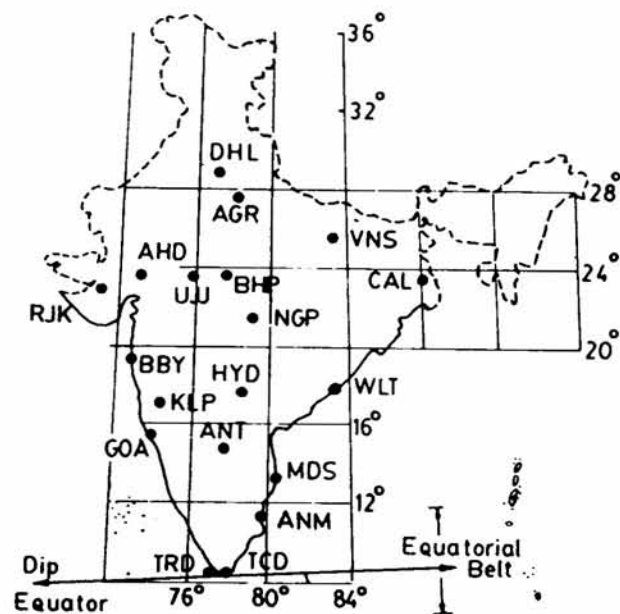 36°
32°
DHL
28°
AGR
VNS
AHD
24°
UJJ BHP CAL
RJK NGP
20°
BBY HYD WLT
KLP
16°
GOA ANT
MDS
12°
ANM
TRD TCD Equatorial
Dip Belt
Equator 76° 80° 84°